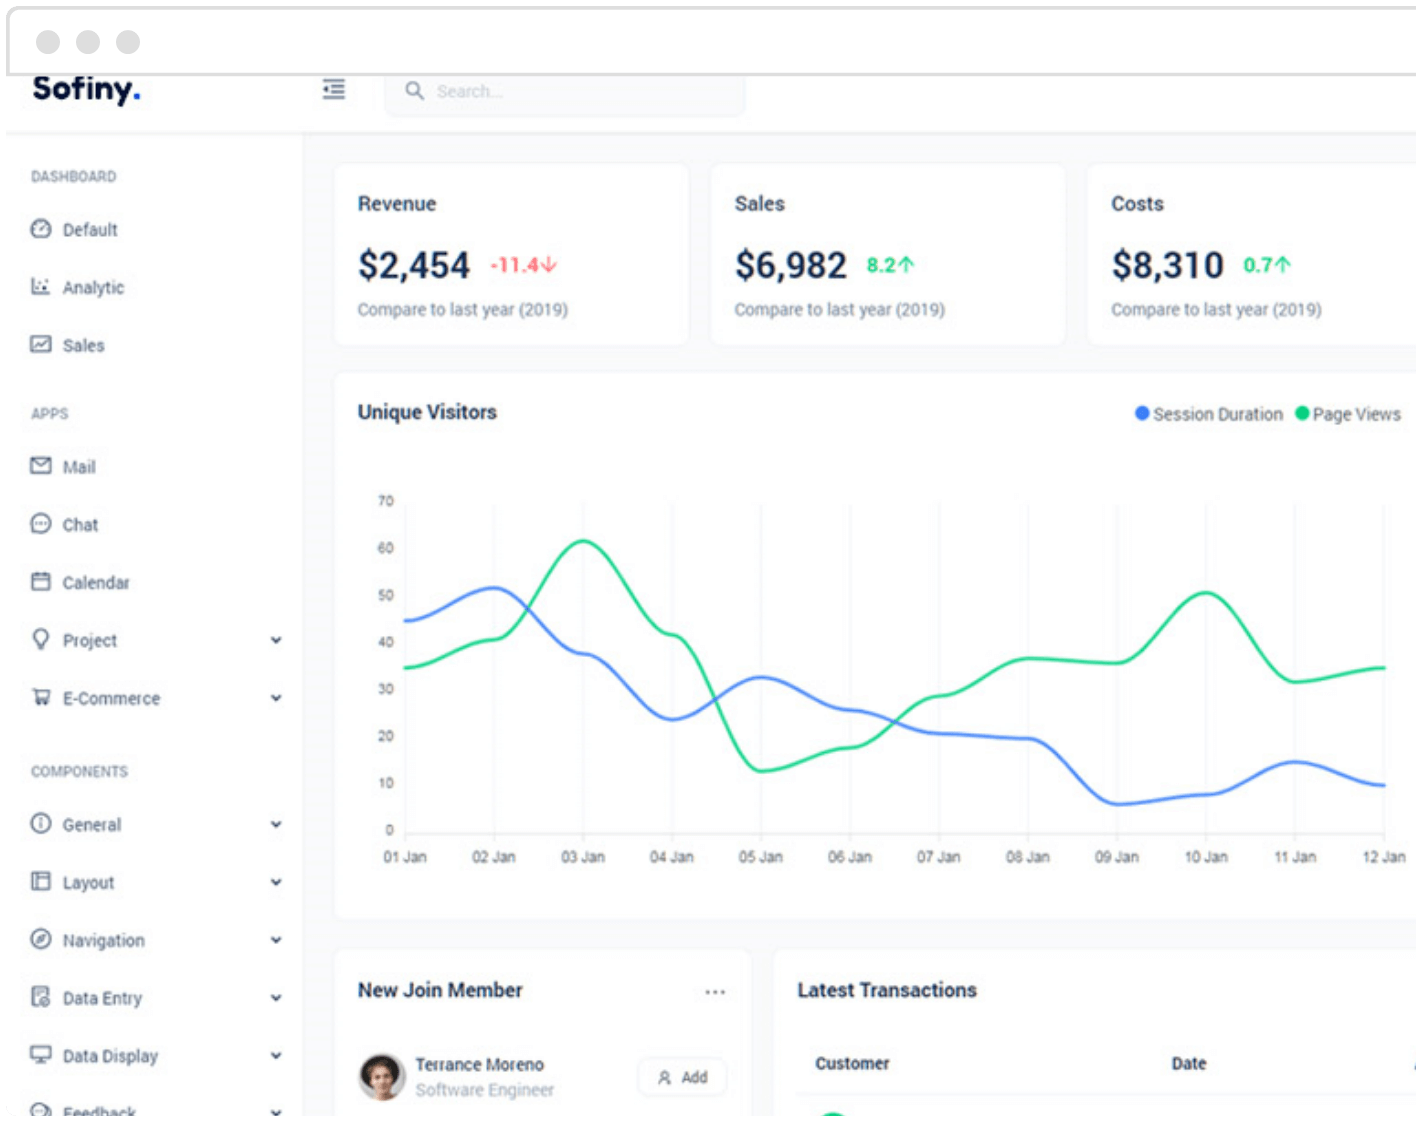 Sofiny.
Search...
DASHBOARD
Default
Analytic
Sales
APPS
Mail
Chat
Calendar
Project
E-Commerce
COMPONENTS
General
Layout
Navigation
Data Entry
Data Display
Feedback
Revenue
$2,454 -11.4↓
Compare to last year (2019)
Sales
$6,982 8.2↑
Compare to last year (2019)
Costs
$8,310 0.7↑
Compare to last year (2019)
Unique Visitors
Session Duration Page Views
70
60
50
40
30
20
10
0
01 Jan 02 Jan 03 Jan 04 Jan 05 Jan 06 Jan 07 Jan 08 Jan 09 Jan 10 Jan 11 Jan 12 Jan
New Join Member ...
Terrance Moreno
Software Engineer
Add
Latest Transactions
Customer Date